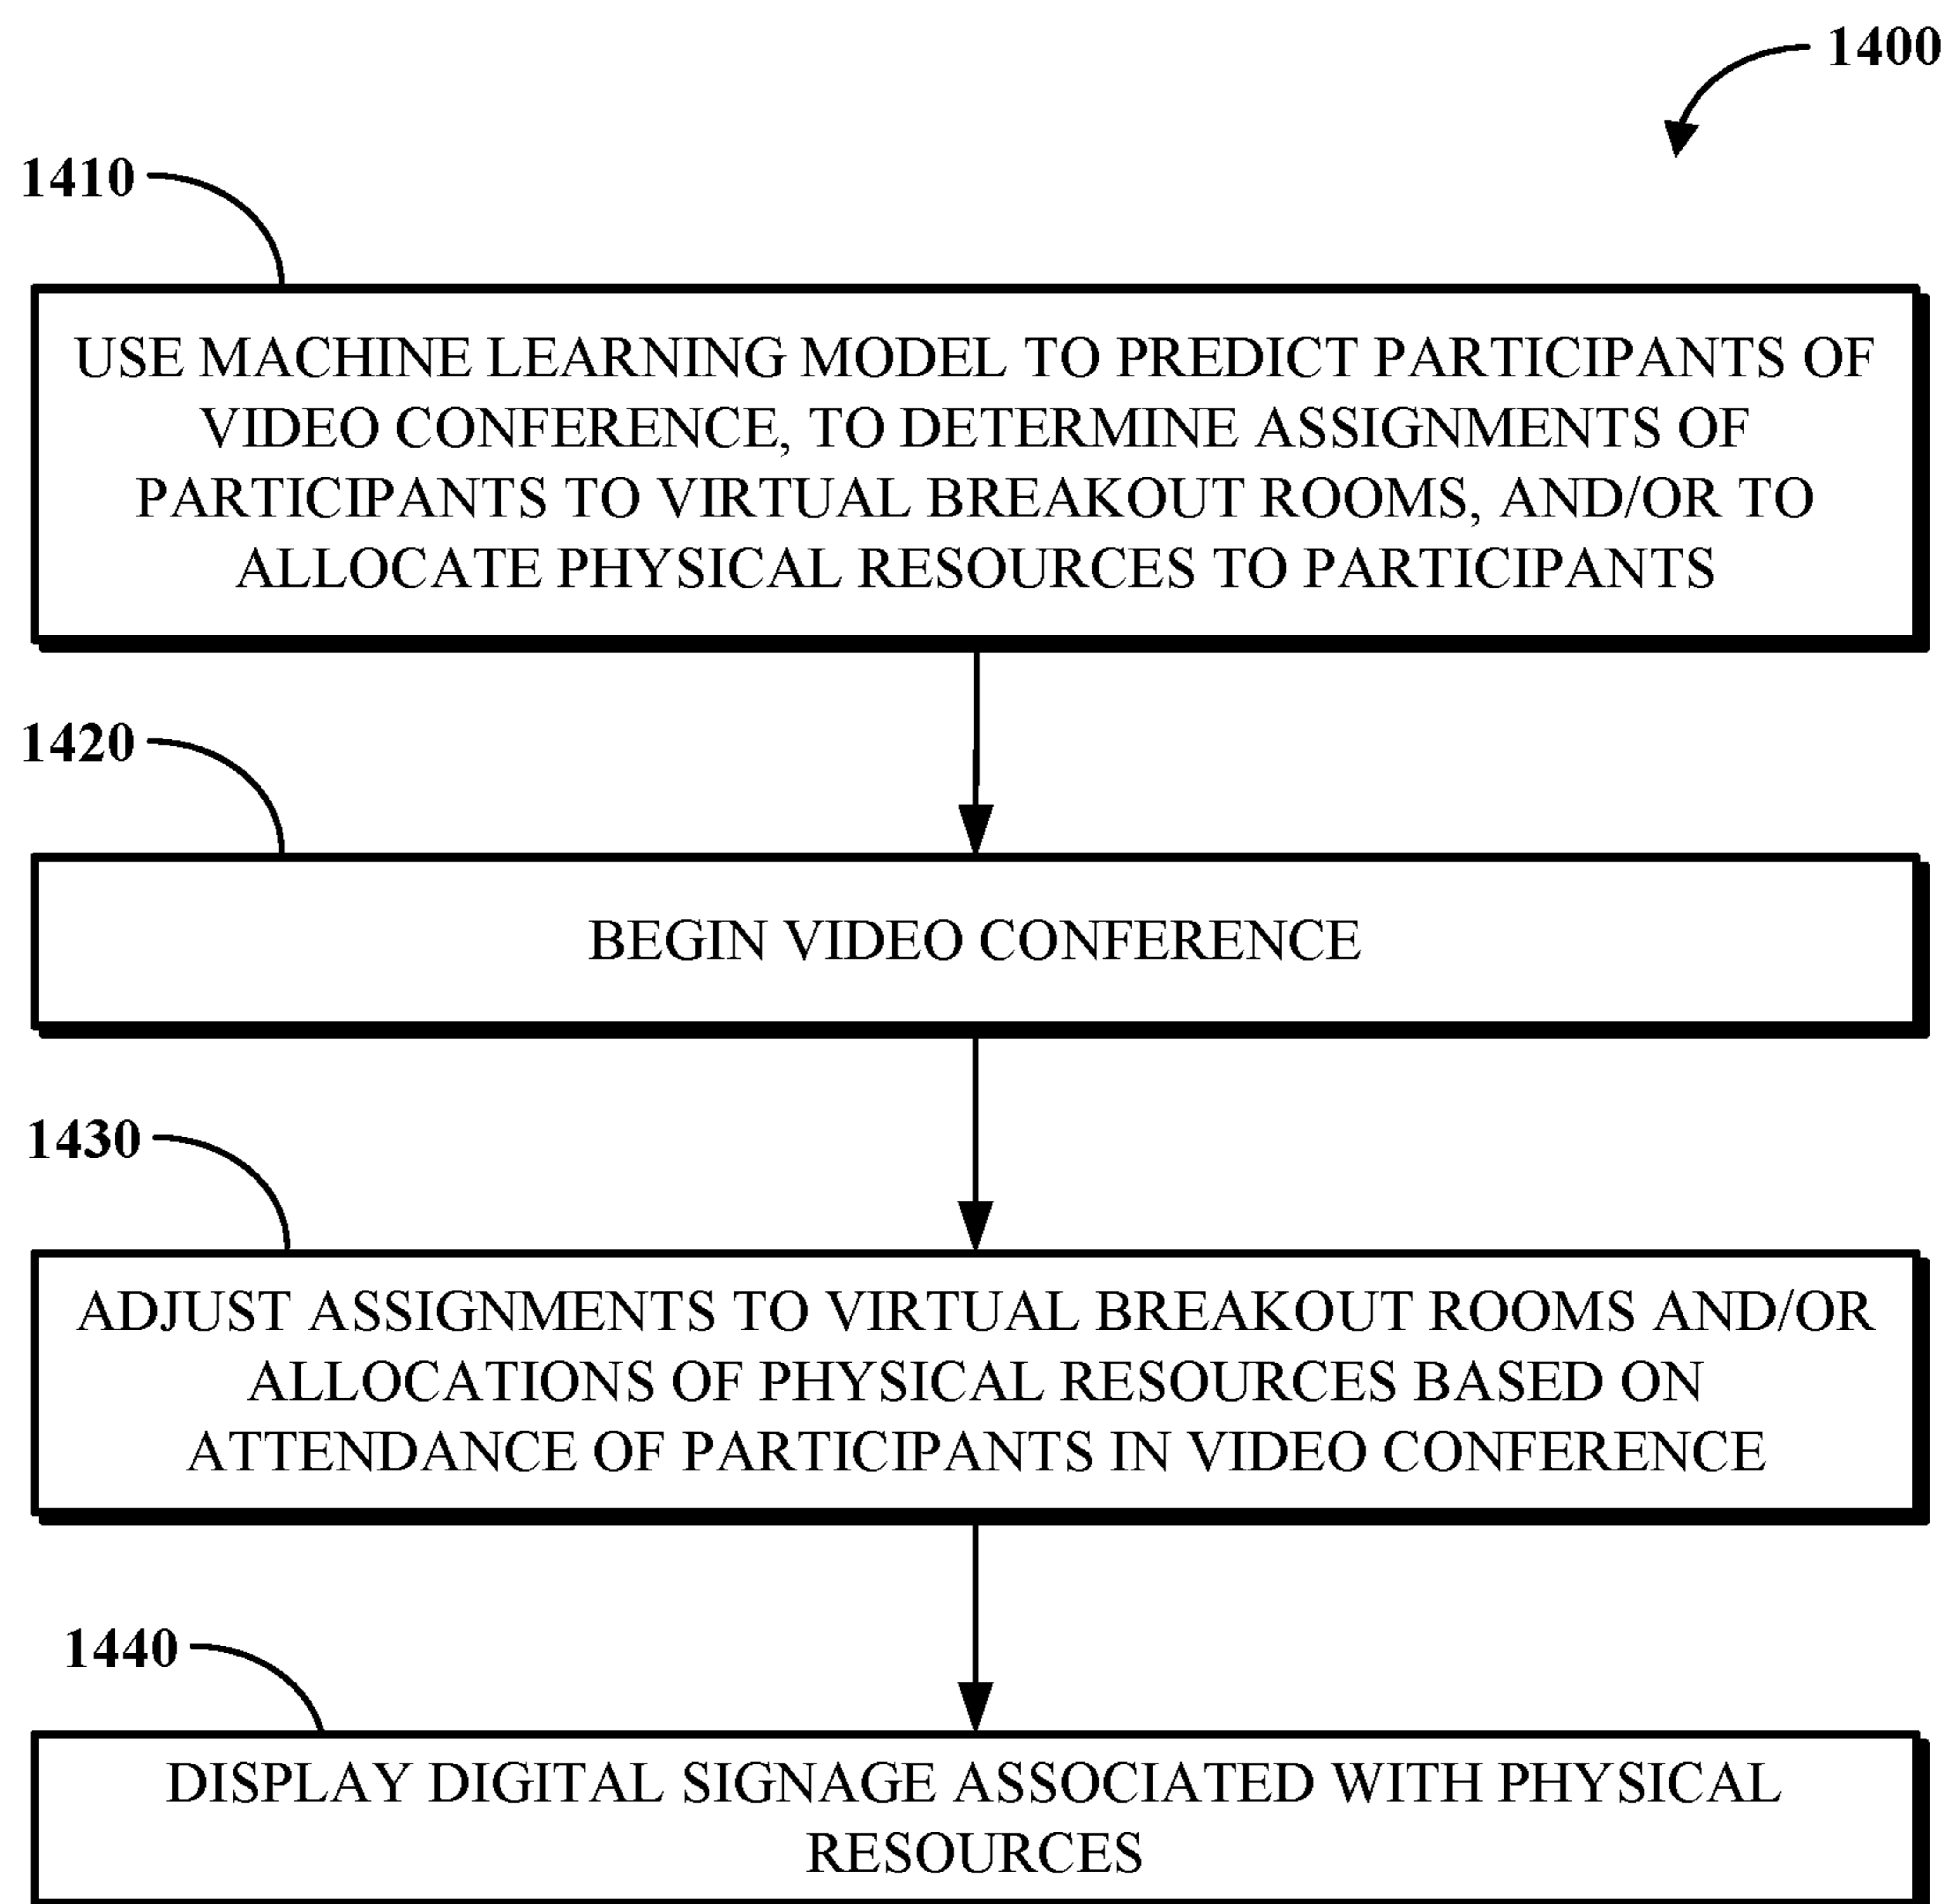 1400
1410
USE MACHINE LEARNING MODEL TO PREDICT PARTICIPANTS OF
VIDEO CONFERENCE, TO DETERMINE ASSIGNMENTS OF
PARTICIPANTS TO VIRTUAL BREAKOUT ROOMS, AND/OR TO
ALLOCATE PHYSICAL RESOURCES TO PARTICIPANTS
1420
BEGIN VIDEO CONFERENCE
1430
ADJUST ASSIGNMENTS TO VIRTUAL BREAKOUT ROOMS AND/OR
ALLOCATIONS OF PHYSICAL RESOURCES BASED ON
ATTENDANCE OF PARTICIPANTS IN VIDEO CONFERENCE
1440
DISPLAY DIGITAL SIGNAGE ASSOCIATED WITH PHYSICAL
RESOURCES